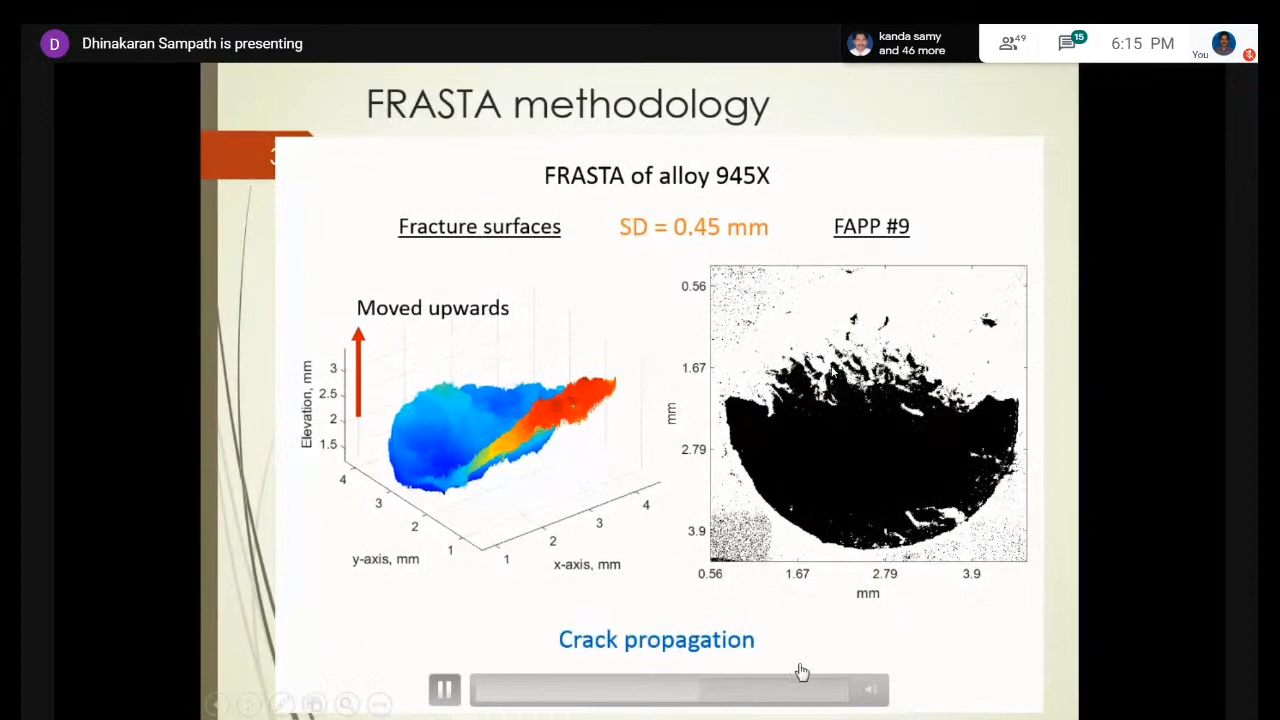 D Dhinakaran Sampath is presenting
kanda samy
and 46 more
49
15
6:15 PM
You
FRASTA methodology
3
FRASTA of alloy 945X
Fracture surfaces SD = 0.45 mm FAPP #9
Moved upwards
Elevation, mm
3
2.5
2
1.5
4
3
2
1
y-axis, mm
1
2
3
4
x-axis, mm
mm
0.56
1.67
2.79
3.9
0.56 1.67 2.79 3.9
mm
Crack propagation